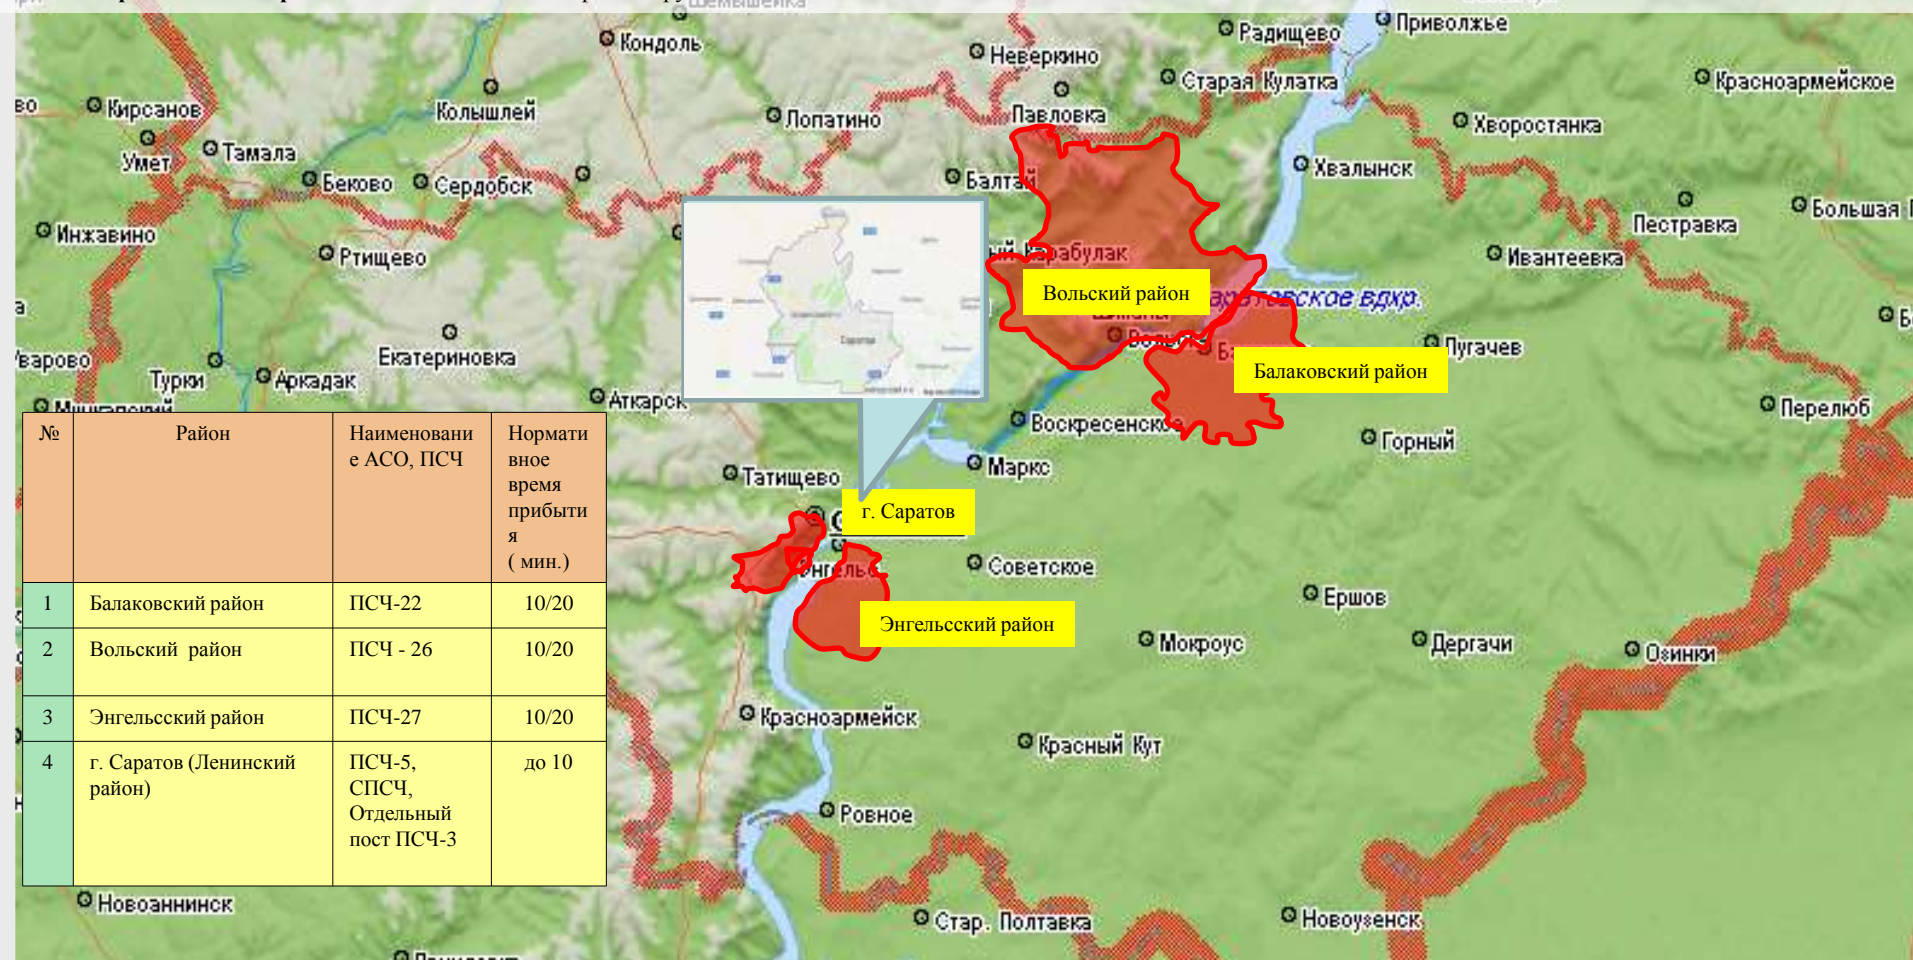 Шемышейка
Кондоль
Неверкино
Радищево
Приволжье
Старая Кулатка
Красноармейское
Кирсанов
Колышлей
Лопатино
Павловка
Хворостянка
Умет
Тамала
Беково
Сердобск
Балтай
Хвалынск
Пестравка
Большая
Инжавино
Ртищево
Карабулак
Ивантеевка
Вольский район
вдхр.
Уварово
Екатериновка
Турки
Аркадак
Аткарск
Пугачев
Балаковский район
Перелюб
Воскресенское
Горный
Татищево
Маркс
г. Саратов
Энгельс
Советское
Ершов
Энгельсский район
Мокроус
Дергачи
Озинки
Красноармейск
Красный Кут
Ровное
Новоаннинск
Стар. Полтавка
Новоузенск
№ Район Наименовани Нормати
е АСО, ПСЧ вное
время
прибыти
я
( мин.)
1 Балаковский район ПСЧ-22 10/20
2 Вольский район ПСЧ - 26 10/20
3 Энгельсский район ПСЧ-27 10/20
4 г. Саратов (Ленинский ПСЧ-5, до 10
район) СПСЧ,
Отдельный
пост ПСЧ-3